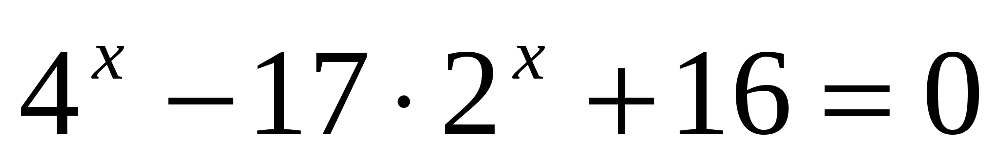 4^x − 17 · 2^x + 16 = 0